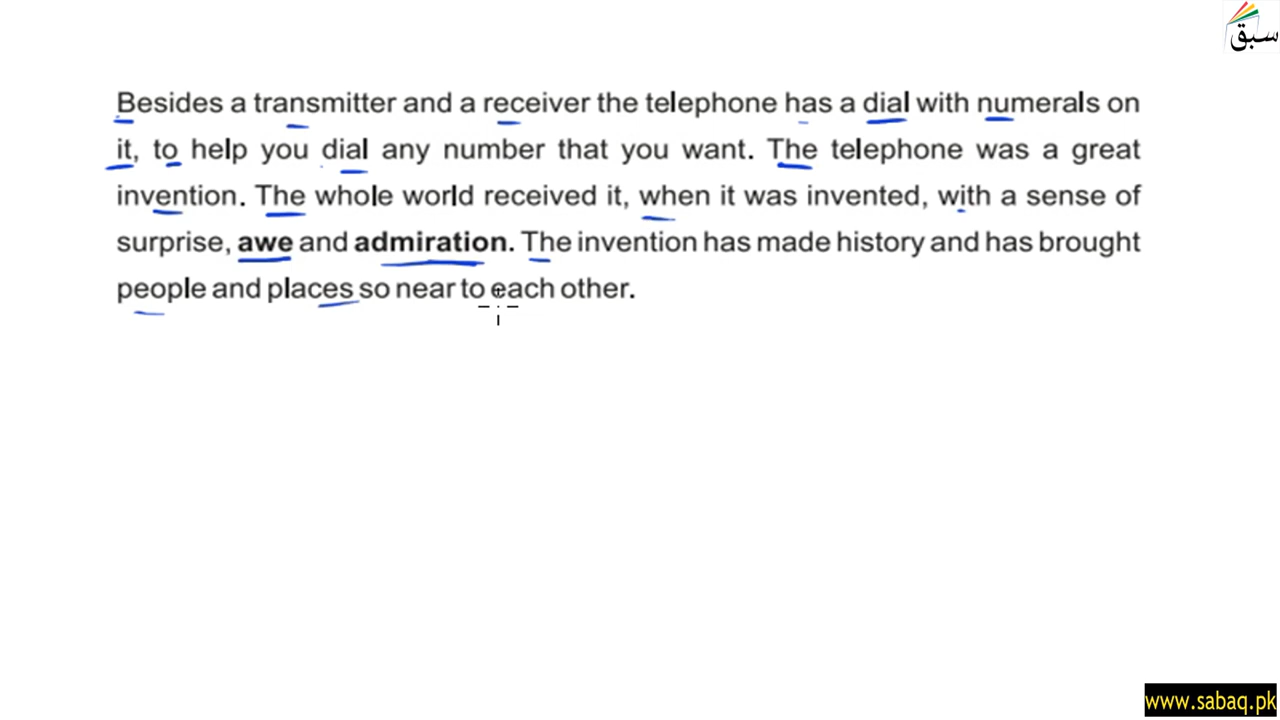 سبق
Besides a transmitter and a receiver the telephone has a dial with numerals on
it, to help you dial any number that you want. The telephone was a great
invention. The whole world received it, when it was invented, with a sense of
surprise, awe and admiration. The invention has made history and has brought
people and places so near to each other.
www.sabaq.pk